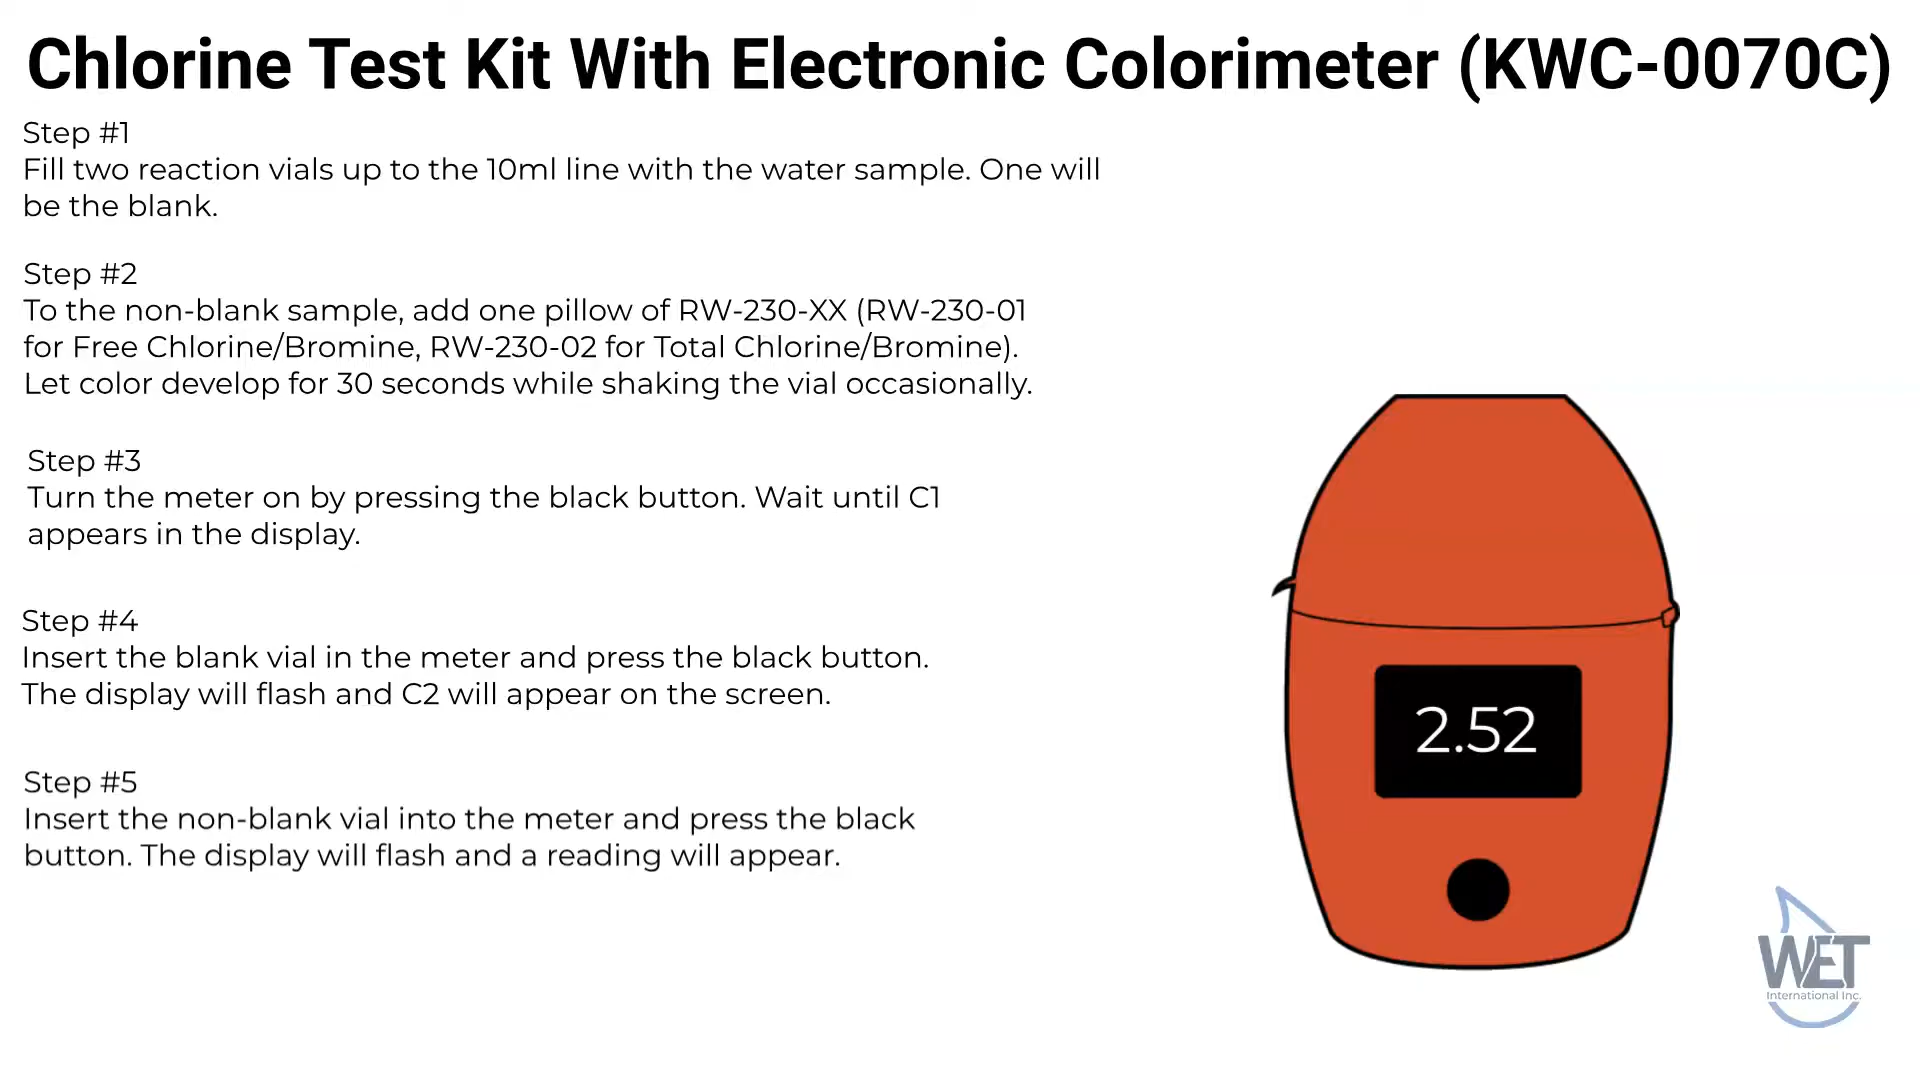 Chlorine Test Kit With Electronic Colorimeter (KWC-0070C)
Step #1
Fill two reaction vials up to the 10ml line with the water sample. One will
be the blank.
Step #2
To the non-blank sample, add one pillow of RW-230-XX (RW-230-01
for Free Chlorine/Bromine, RW-230-02 for Total Chlorine/Bromine).
Let color develop for 30 seconds while shaking the vial occasionally.
Step #3
Turn the meter on by pressing the black button. Wait until C1
appears in the display.
Step #4
Insert the blank vial in the meter and press the black button.
The display will flash and C2 will appear on the screen.
Step #5
Insert the non-blank vial into the meter and press the black
button. The display will flash and a reading will appear.
2.52
WET
International Inc.